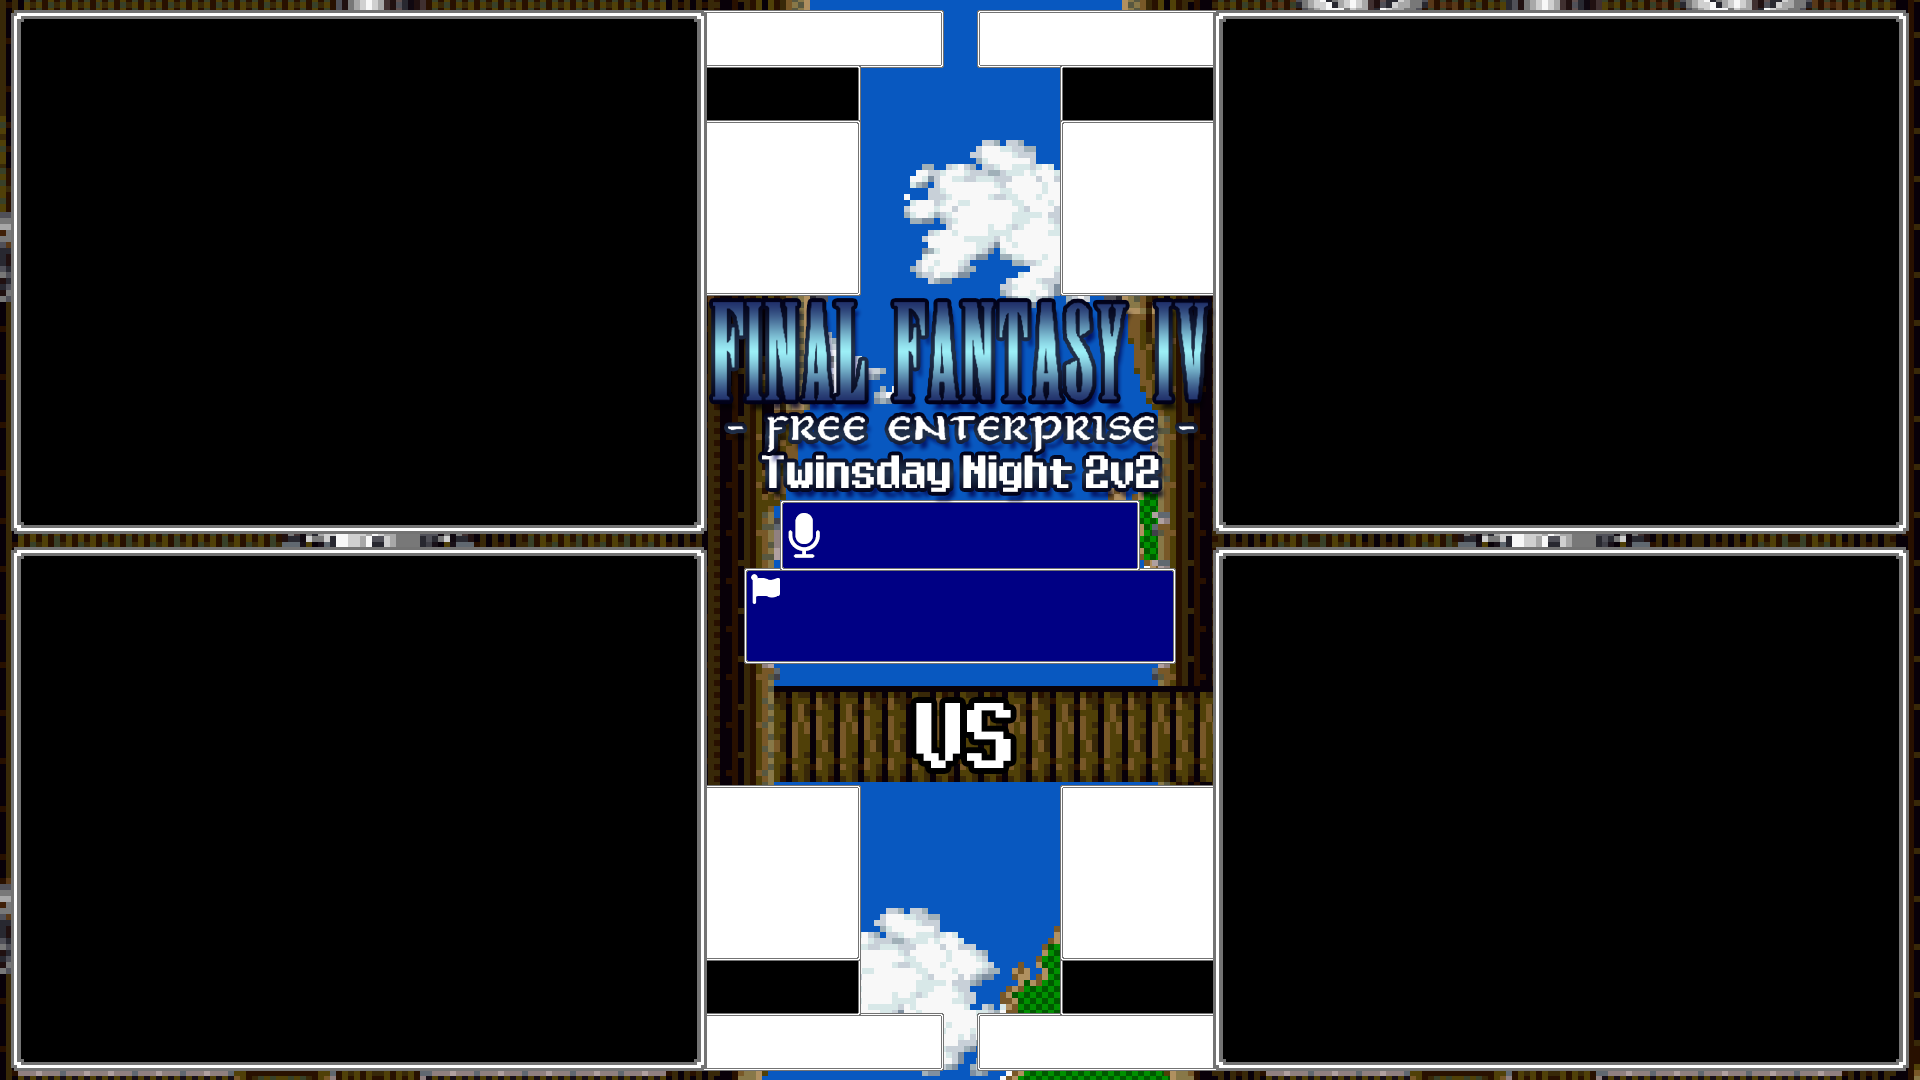 FINAL FANTASY IV
- FREE ENTERPRISE -
Twinsday Night 2v2
VS